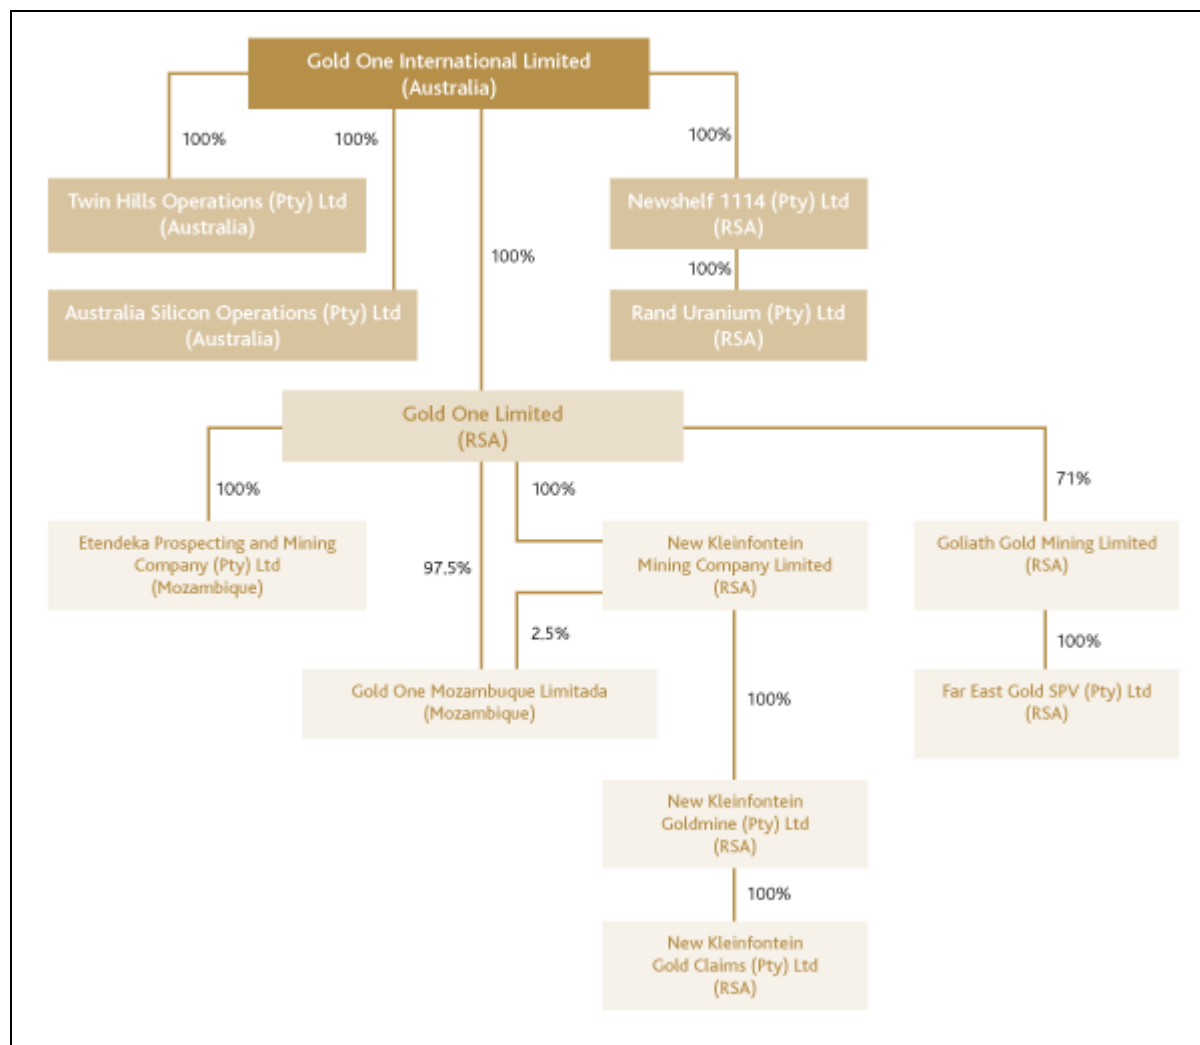 Gold One International Limited
(Australia)
100%
100%
100%
Twin Hills Operations (Pty) Ltd
(Australia)
Newshelf 1114 (Pty) Ltd
(RSA)
100%
100%
Australia Silicon Operations (Pty) Ltd
(Australia)
Rand Uranium (Pty) Ltd
(RSA)
Gold One Limited
(RSA)
100%
100%
71%
Etendeka Prospecting and Mining
Company (Pty) Ltd
(Mozambique)
97.5%
New Kleinfontein
Mining Company Limited
(RSA)
Goliath Gold Mining Limited
(RSA)
2.5%
100%
Gold One Mozambuque Limitada
(Mozambique)
100%
Far East Gold SPV (Pty) Ltd
(RSA)
New Kleinfontein
Goldmine (Pty) Ltd
(RSA)
100%
New Kleinfontein
Gold Claims (Pty) Ltd
(RSA)